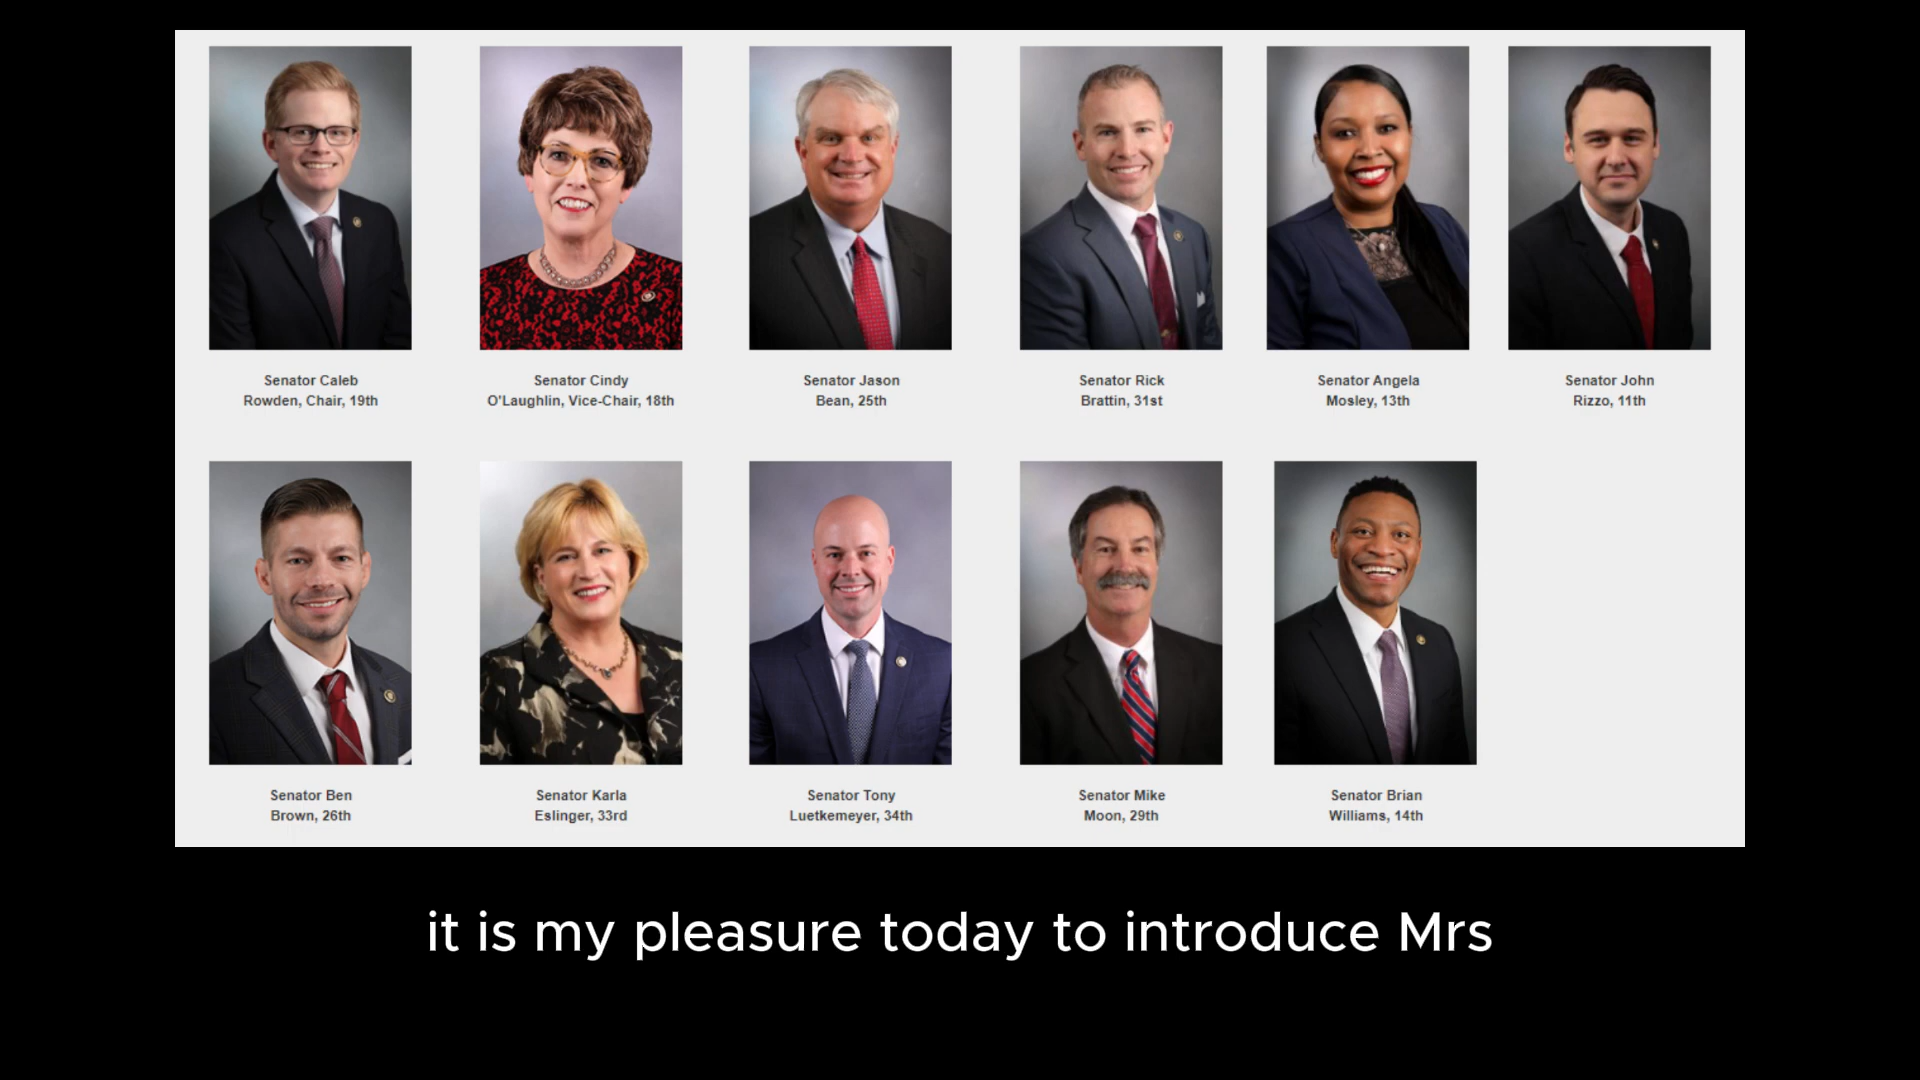 Senator Caleb
Rowden, Chair, 19th
Senator Cindy
O'Laughlin, Vice-Chair, 18th
Senator Jason
Bean, 25th
Senator Rick
Brattin, 31st
Senator Angela
Mosley, 13th
Senator John
Rizzo, 11th
Senator Ben
Brown, 26th
Senator Karla
Eslinger, 33rd
Senator Tony
Luetkemeyer, 34th
Senator Mike
Moon, 29th
Senator Brian
Williams, 14th
it is my pleasure today to introduce Mrs